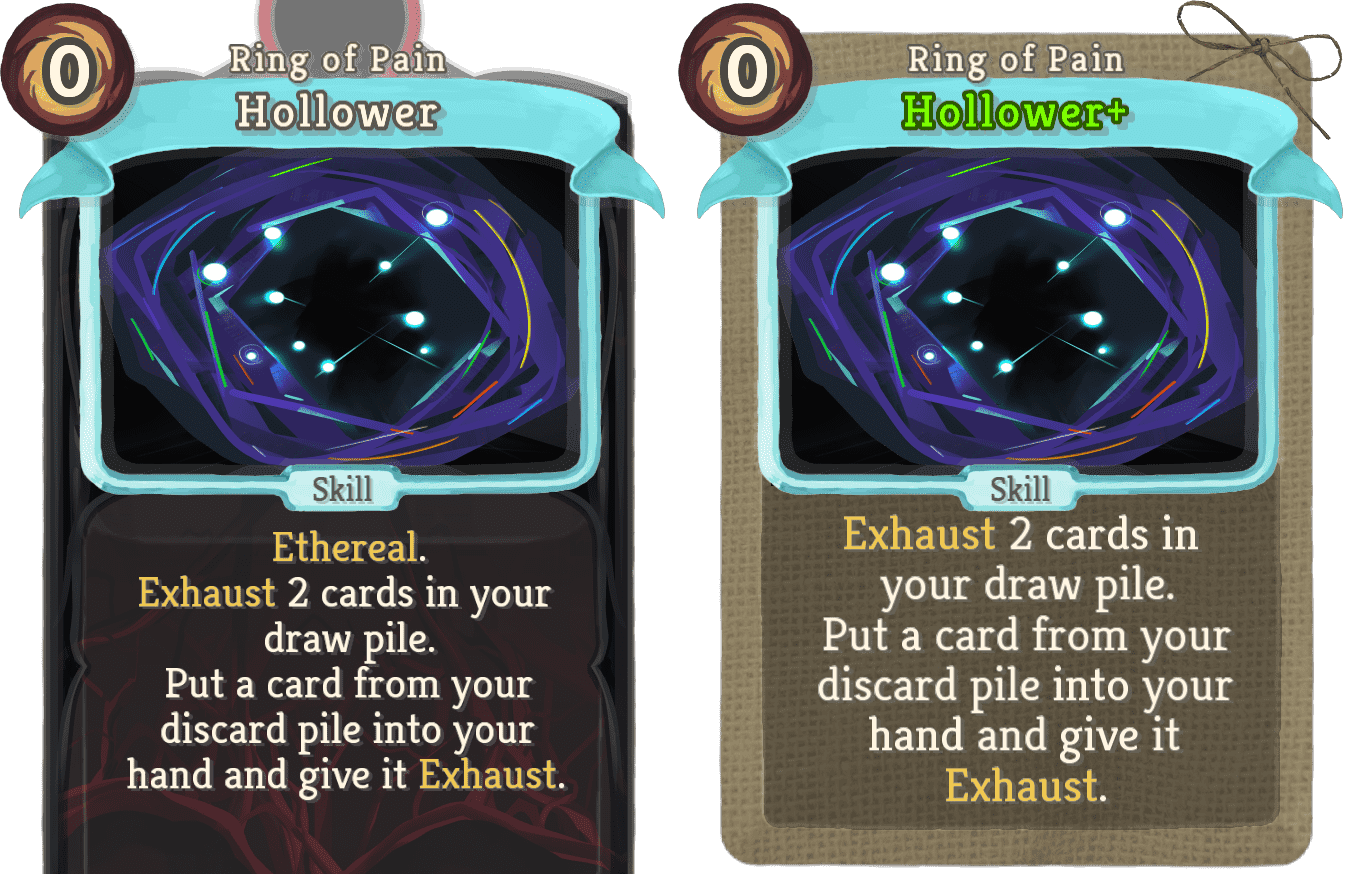 0
Ring of Pain
Hollower
Skill
Ethereal.
Exhaust 2 cards in your
draw pile.
Put a card from your
discard pile into your
hand and give it Exhaust.
0
Ring of Pain
Hollower+
Skill
Exhaust 2 cards in
your draw pile.
Put a card from your
discard pile into your
hand and give it
Exhaust.